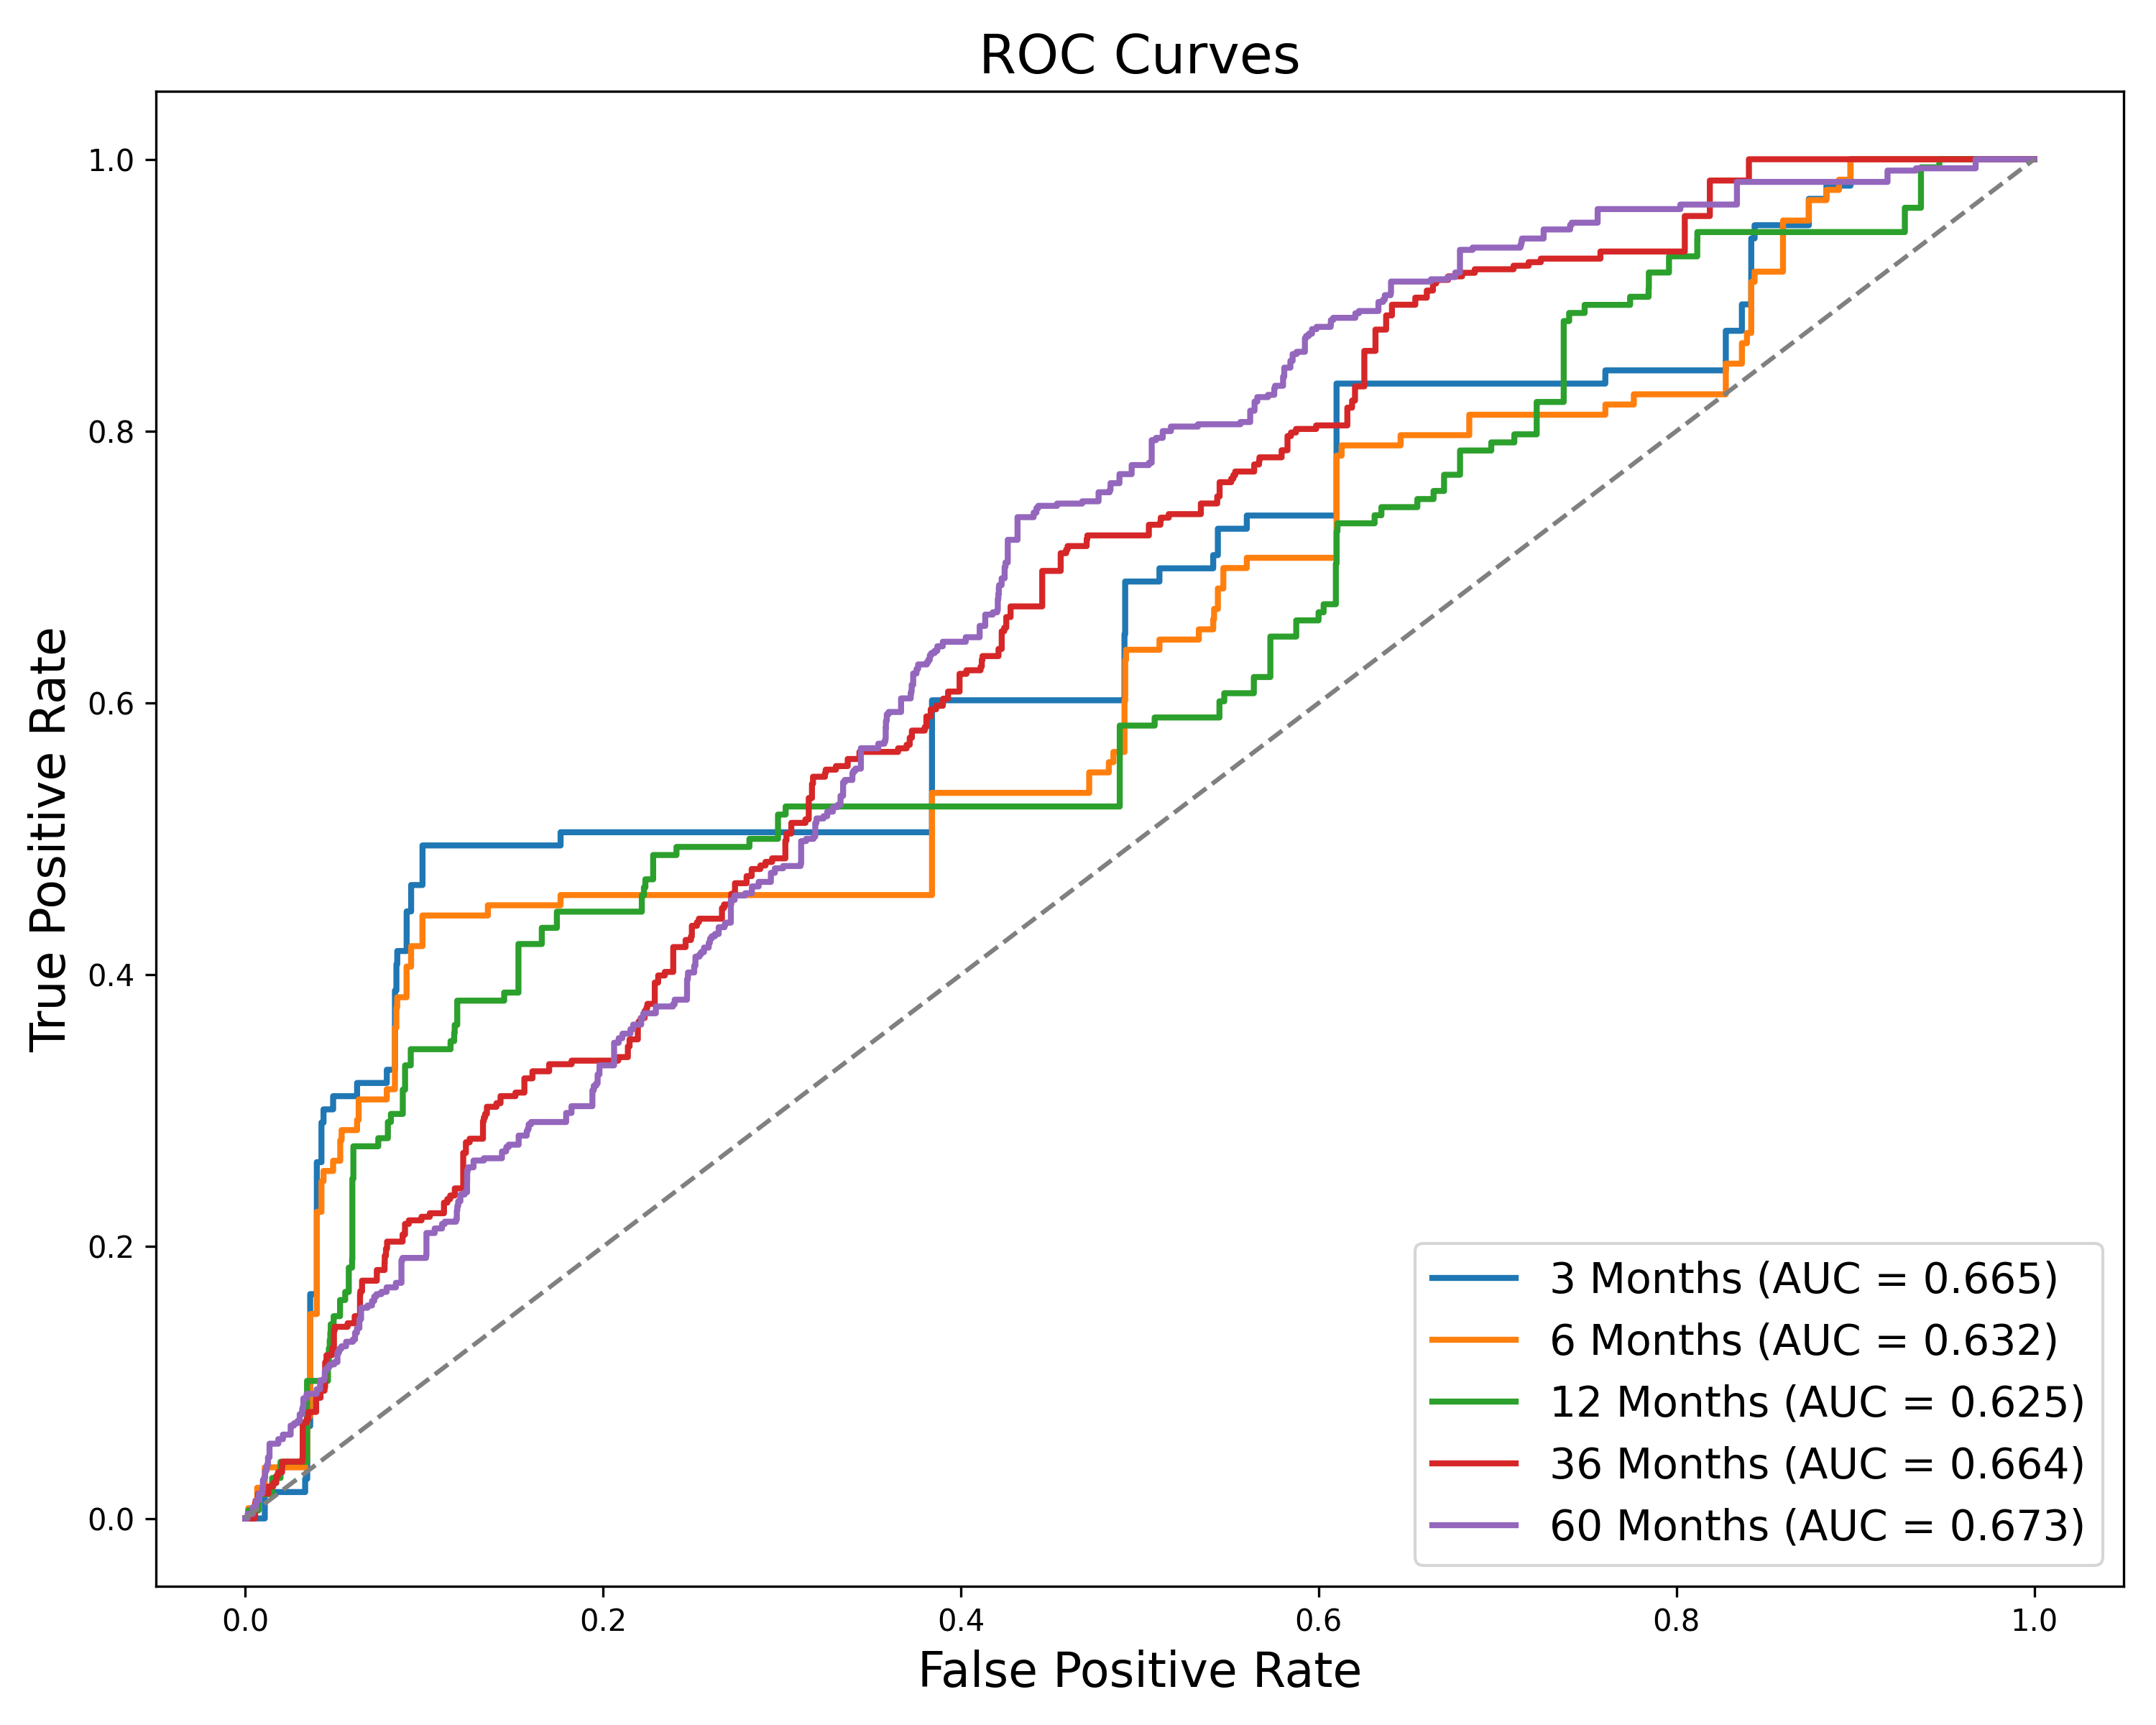 ROC Curves
True Positive Rate
1.0
0.8
0.6
0.4
0.2
0.0
0.0 0.2 0.4 0.6 0.8 1.0
False Positive Rate
3 Months (AUC = 0.665)
6 Months (AUC = 0.632)
12 Months (AUC = 0.625)
36 Months (AUC = 0.664)
60 Months (AUC = 0.673)